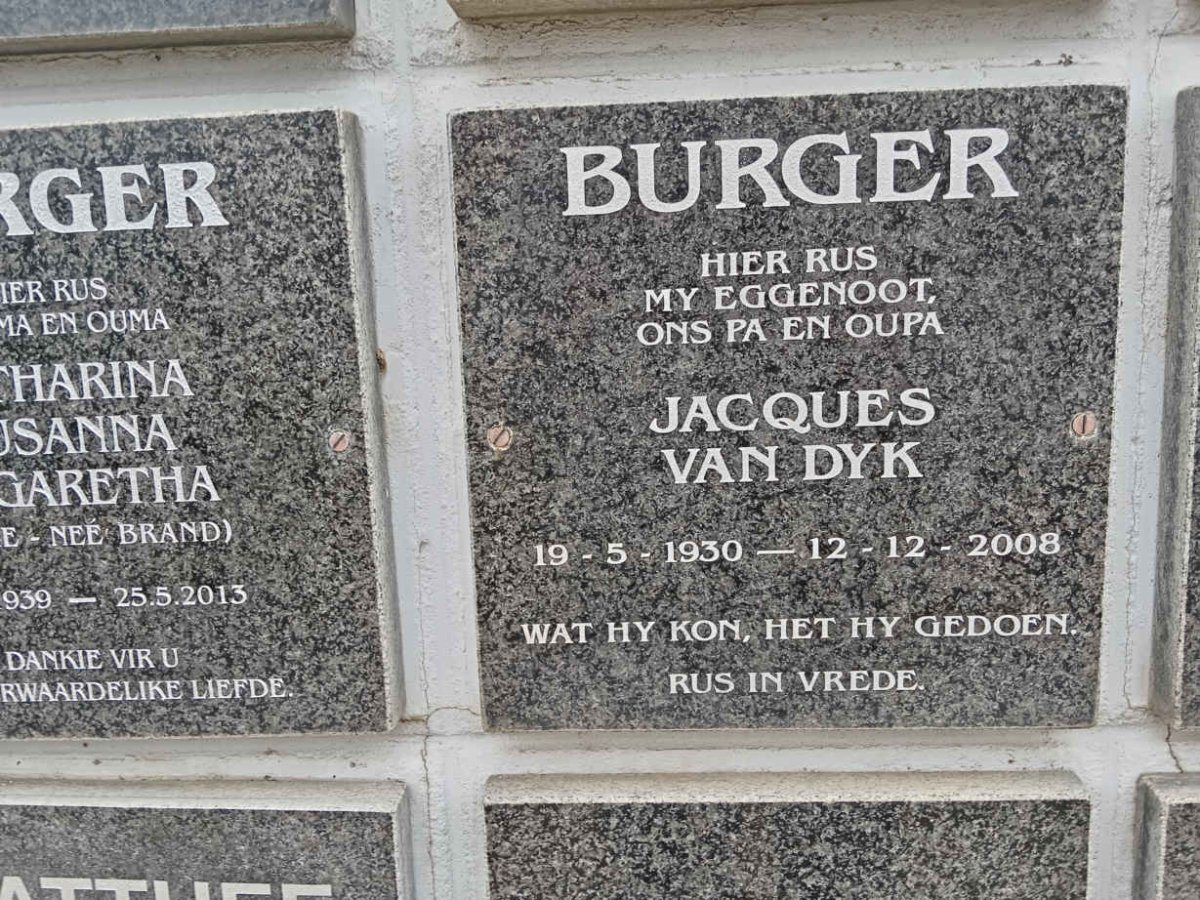 BURGER
HIER RUS
MY EGGENOOT,
ONS PA EN OUPA
JACQUES
VAN DYK
19 - 5 - 1930 — 12 - 12 - 2008
WAT HY KON, HET HY GEDOEN.
RUS IN VREDE.
RGER
IER RUS
MA EN OUMA
THARINA
USANNA
GARETHA
E - NEÉ BRAND)
939 — 25.5.2013
DANKIE VIR U
RWAARDELIKE LIEFDE.